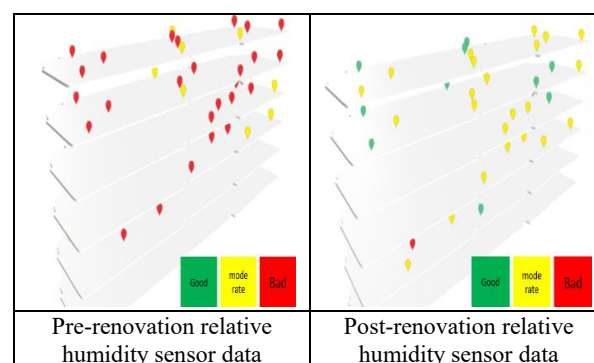 Good
mode
rate
Bad
Good
mode
rate
Bad
Pre-renovation relative
humidity sensor data
Post-renovation relative
humidity sensor data